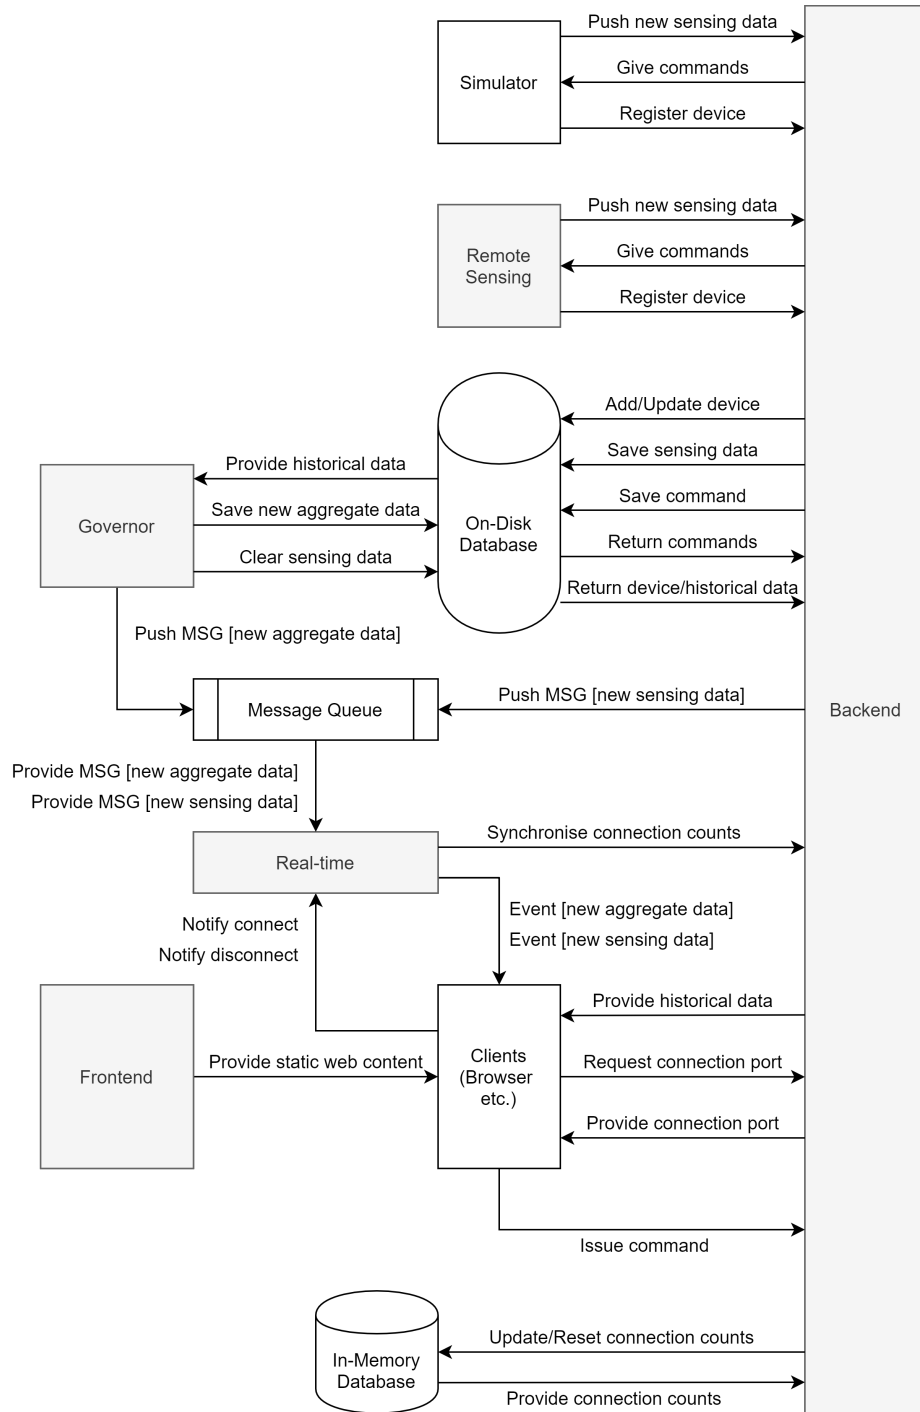 Push new sensing data
Simulator
Give commands
Register device
Push new sensing data
Remote
Sensing
Give commands
Register device
Add/Update device
Provide historical data
Save sensing data
Save new aggregate data
Save command
Governor
On-Disk
Database
Clear sensing data
Return commands
Return device/historical data
Push MSG [new aggregate data]
Message Queue
Push MSG [new sensing data]
Backend
Provide MSG [new aggregate data]
Provide MSG [new sensing data]
Real-time
Synchronise connection counts
Notify connect
Notify disconnect
Event [new aggregate data]
Event [new sensing data]
Provide historical data
Frontend
Provide static web content
Clients
(Browser
etc.)
Request connection port
Provide connection port
Issue command
Update/Reset connection counts
In-Memory
Database
Provide connection counts